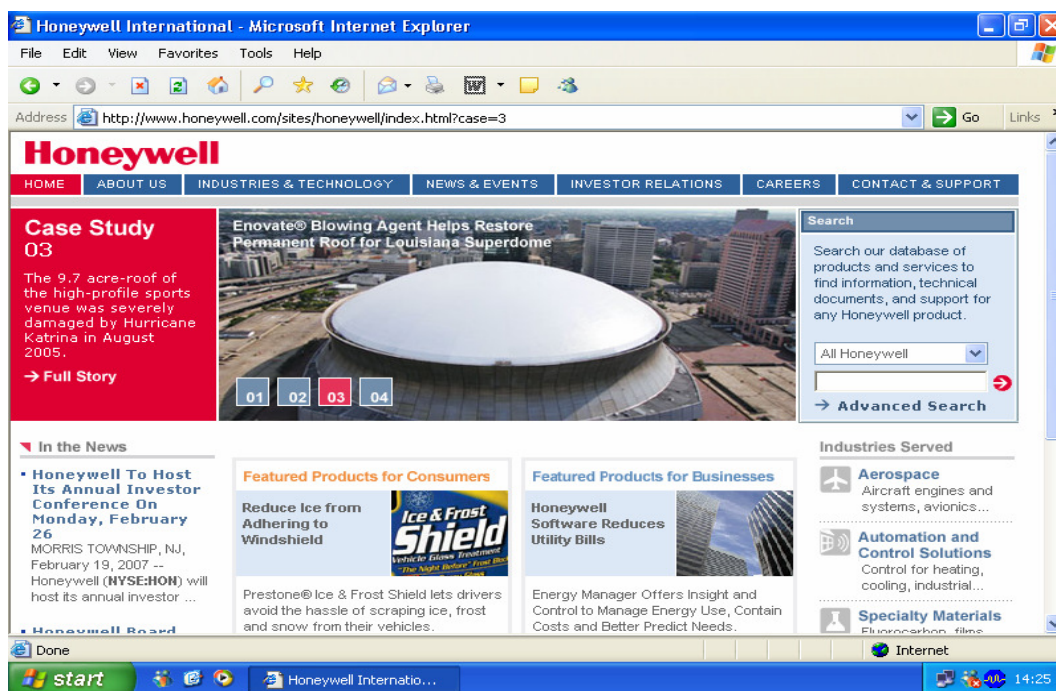 Honeywell International - Microsoft Internet Explorer
File Edit View Favorites Tools Help
Address http://www.honeywell.com/sites/honeywell/index.html?case=3 Go Links
Honeywell
HOME ABOUT US INDUSTRIES & TECHNOLOGY NEWS & EVENTS INVESTOR RELATIONS CAREERS CONTACT & SUPPORT
Case Study
03
The 9.7 acre-roof of
the high-profile sports
venue was severely
damaged by Hurricane
Katrina in August
2005.
→ Full Story
Enovate® Blowing Agent Helps Restore
Permanent Roof for Louisiana Superdome
01 02 03 04
Search
Search our database of
products and services to
find information, technical
documents, and support for
any Honeywell product.
All Honeywell
→ Advanced Search
In the News
Honeywell To Host
Its Annual Investor
Conference On
Monday, February
26
MORRIS TOWNSHIP, NJ,
February 19, 2007 --
Honeywell (NYSE:HON) will
host its annual investor ...
Honeywell Board
Featured Products for Consumers
Reduce Ice from
Adhering to
Windshield
Ice & Frost
Shield
Vehicle Glass Treatment
"The Night Before" Frost
Prestone® Ice & Frost Shield lets drivers
avoid the hassle of scraping ice, frost
and snow from their vehicles.
Featured Products for Businesses
Honeywell
Software Reduces
Utility Bills
Energy Manager Offers Insight and
Control to Manage Energy Use, Contain
Costs and Better Predict Needs.
Industries Served
Aerospace
Aircraft engines and
systems, avionics...
Automation and
Control Solutions
Control for heating,
cooling, industrial...
Specialty Materials
Fluorocarbon, films
Done Internet
start Honeywell Internatio... 14:25